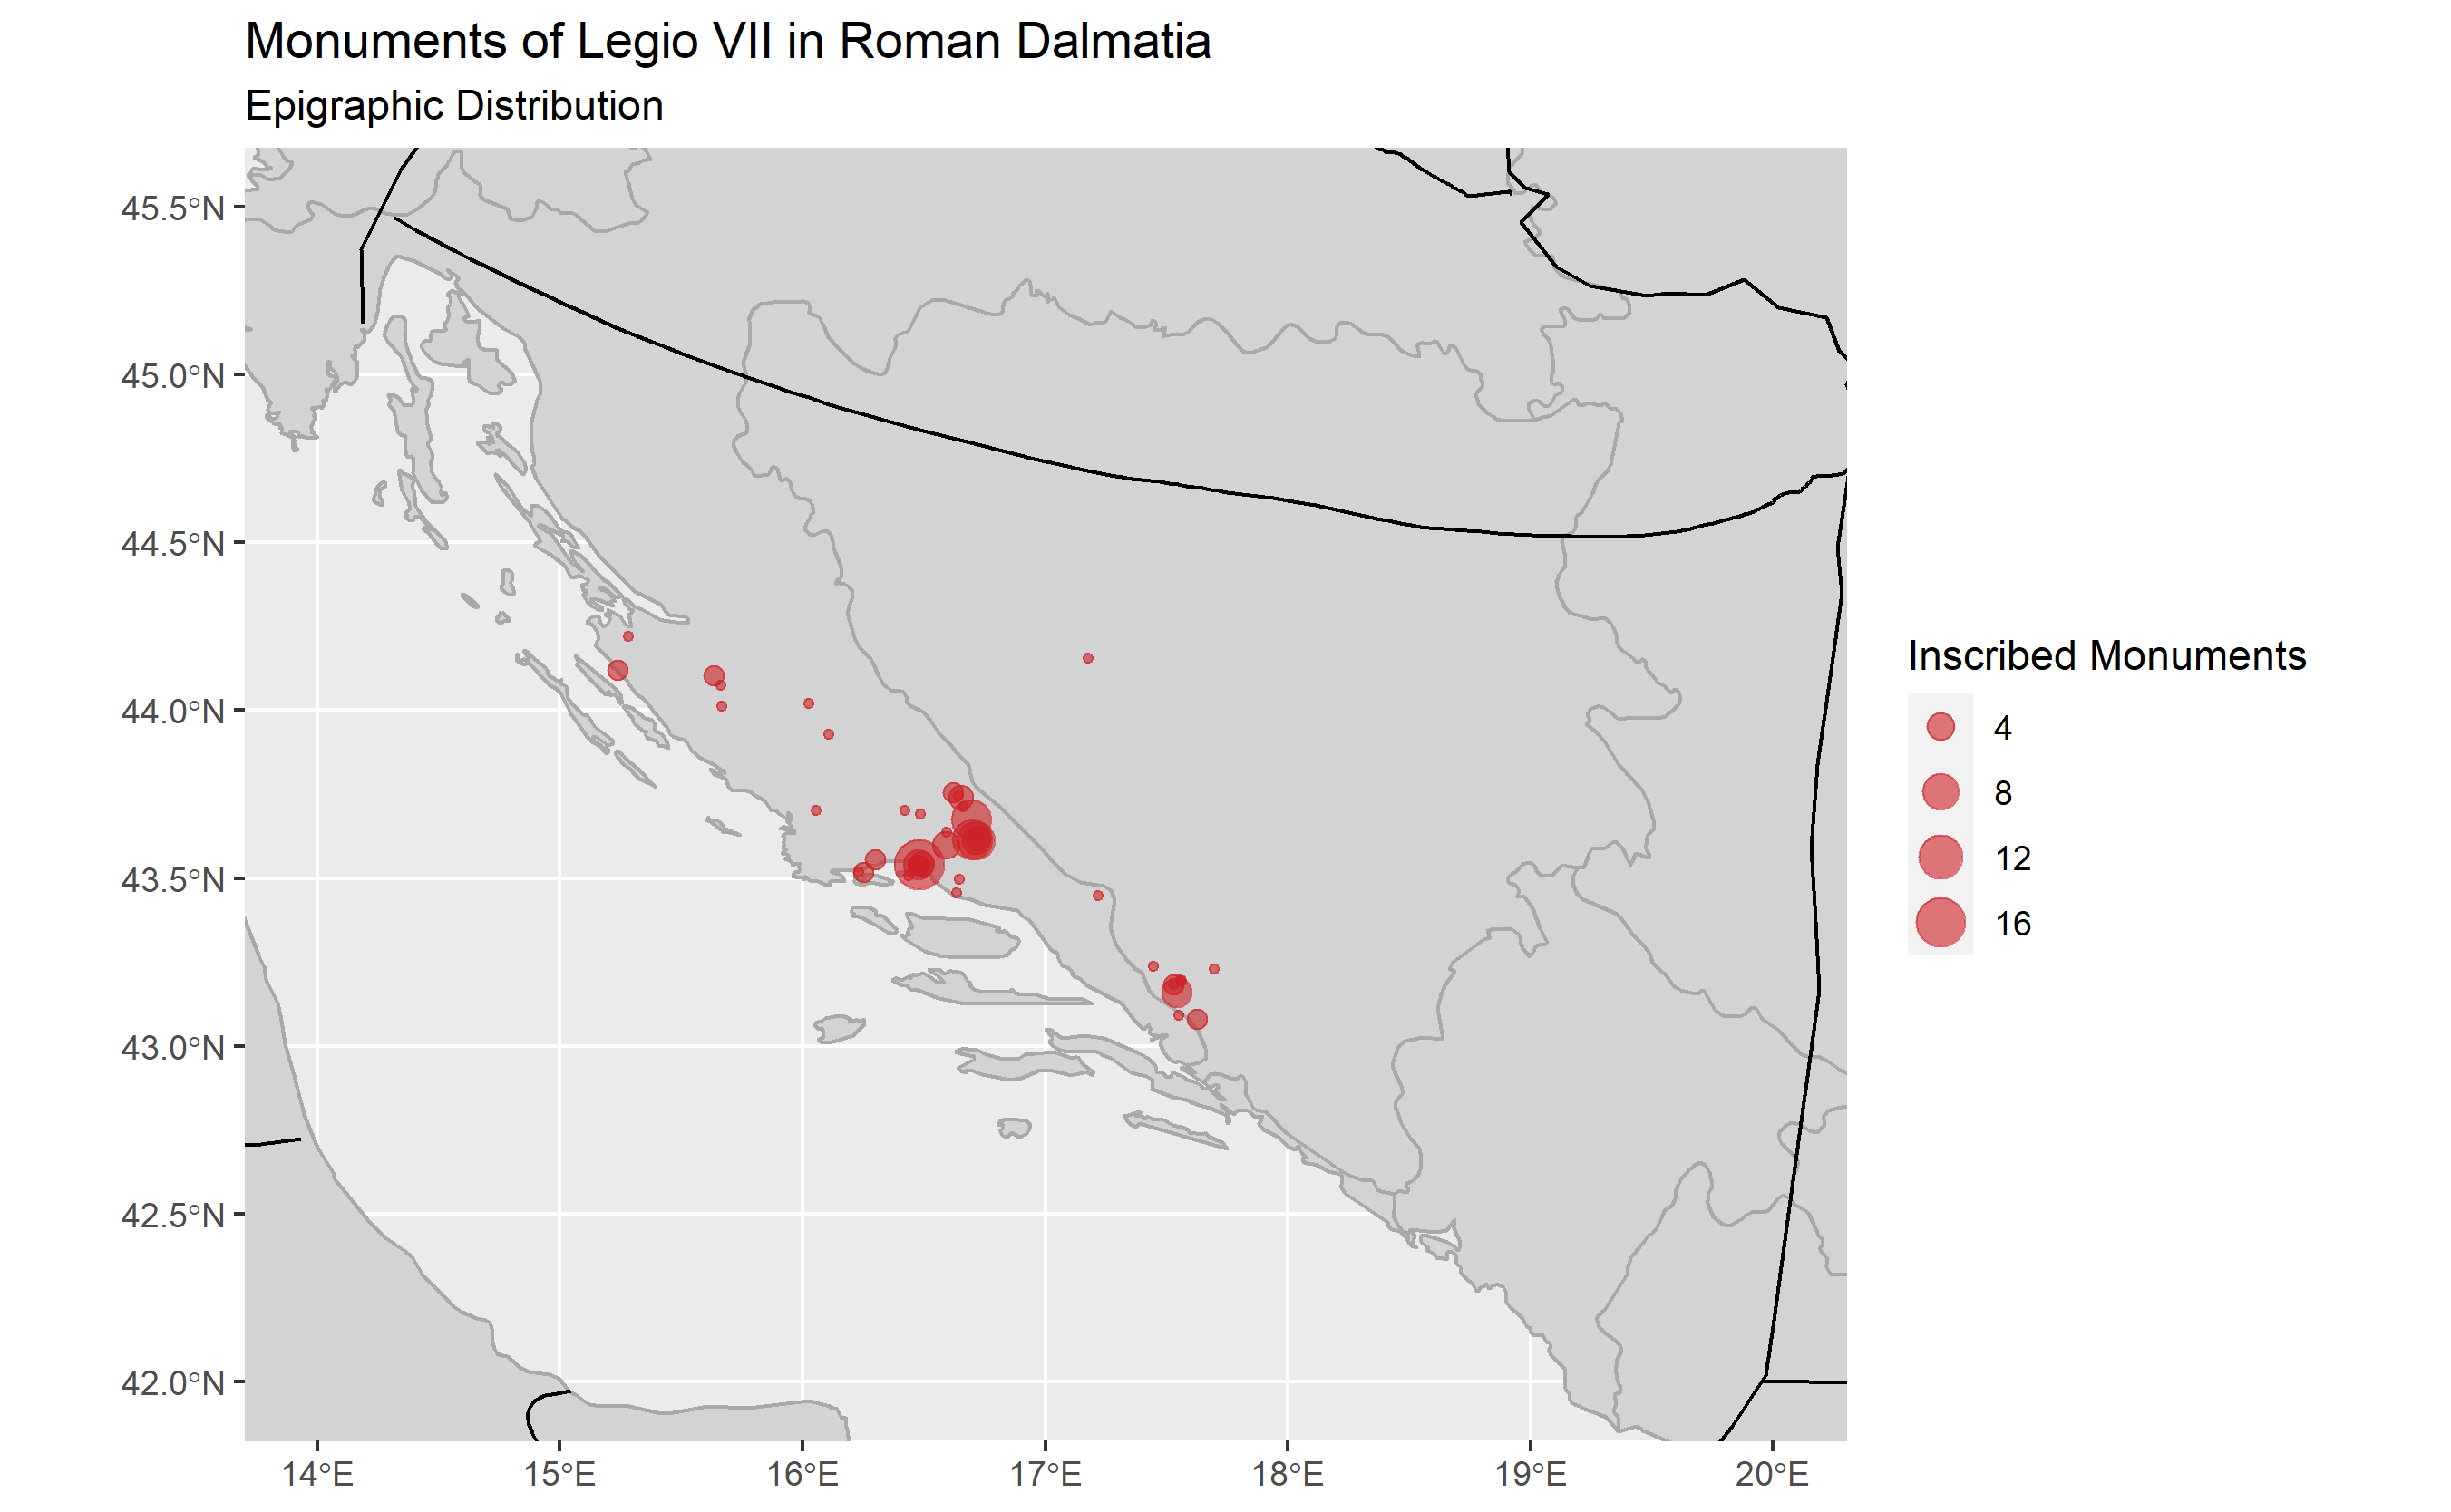 Monuments of Legio VII in Roman Dalmatia
Epigraphic Distribution
45.5°N
45.0°N
44.5°N
44.0°N
43.5°N
43.0°N
42.5°N
42.0°N
14°E
15°E
16°E
17°E
18°E
19°E
20°E
Inscribed Monuments
4
8
12
16